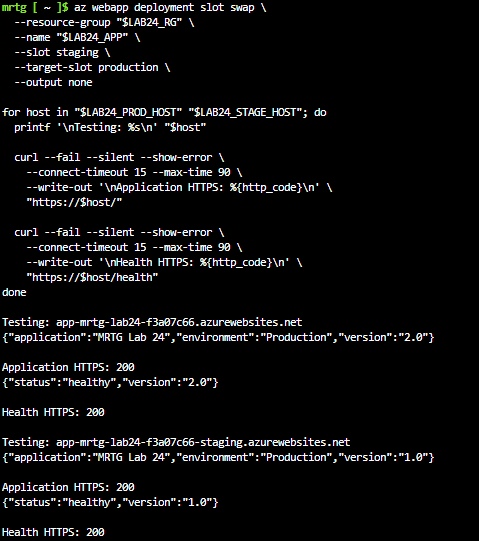 mrtg [ ~ ]$ az webapp deployment slot swap \
  --resource-group "$LAB24_RG" \
  --name "$LAB24_APP" \
  --slot staging \
  --target-slot production \
  --output none

for host in "$LAB24_PROD_HOST" "$LAB24_STAGE_HOST"; do
  printf '\nTesting: %s\n' "$host"

  curl --fail --silent --show-error \
    --connect-timeout 15 --max-time 90 \
    --write-out '\nApplication HTTPS: %{http_code}\n' \
    "https://$host/"

  curl --fail --silent --show-error \
    --connect-timeout 15 --max-time 90 \
    --write-out '\nHealth HTTPS: %{http_code}\n' \
    "https://$host/health"
done

Testing: app-mrtg-lab24-f3a07c66.azurewebsites.net
{"application":"MRTG Lab 24","environment":"Production","version":"2.0"}

Application HTTPS: 200
{"status":"healthy","version":"2.0"}

Health HTTPS: 200

Testing: app-mrtg-lab24-f3a07c66-staging.azurewebsites.net
{"application":"MRTG Lab 24","environment":"Production","version":"1.0"}

Application HTTPS: 200
{"status":"healthy","version":"1.0"}

Health HTTPS: 200